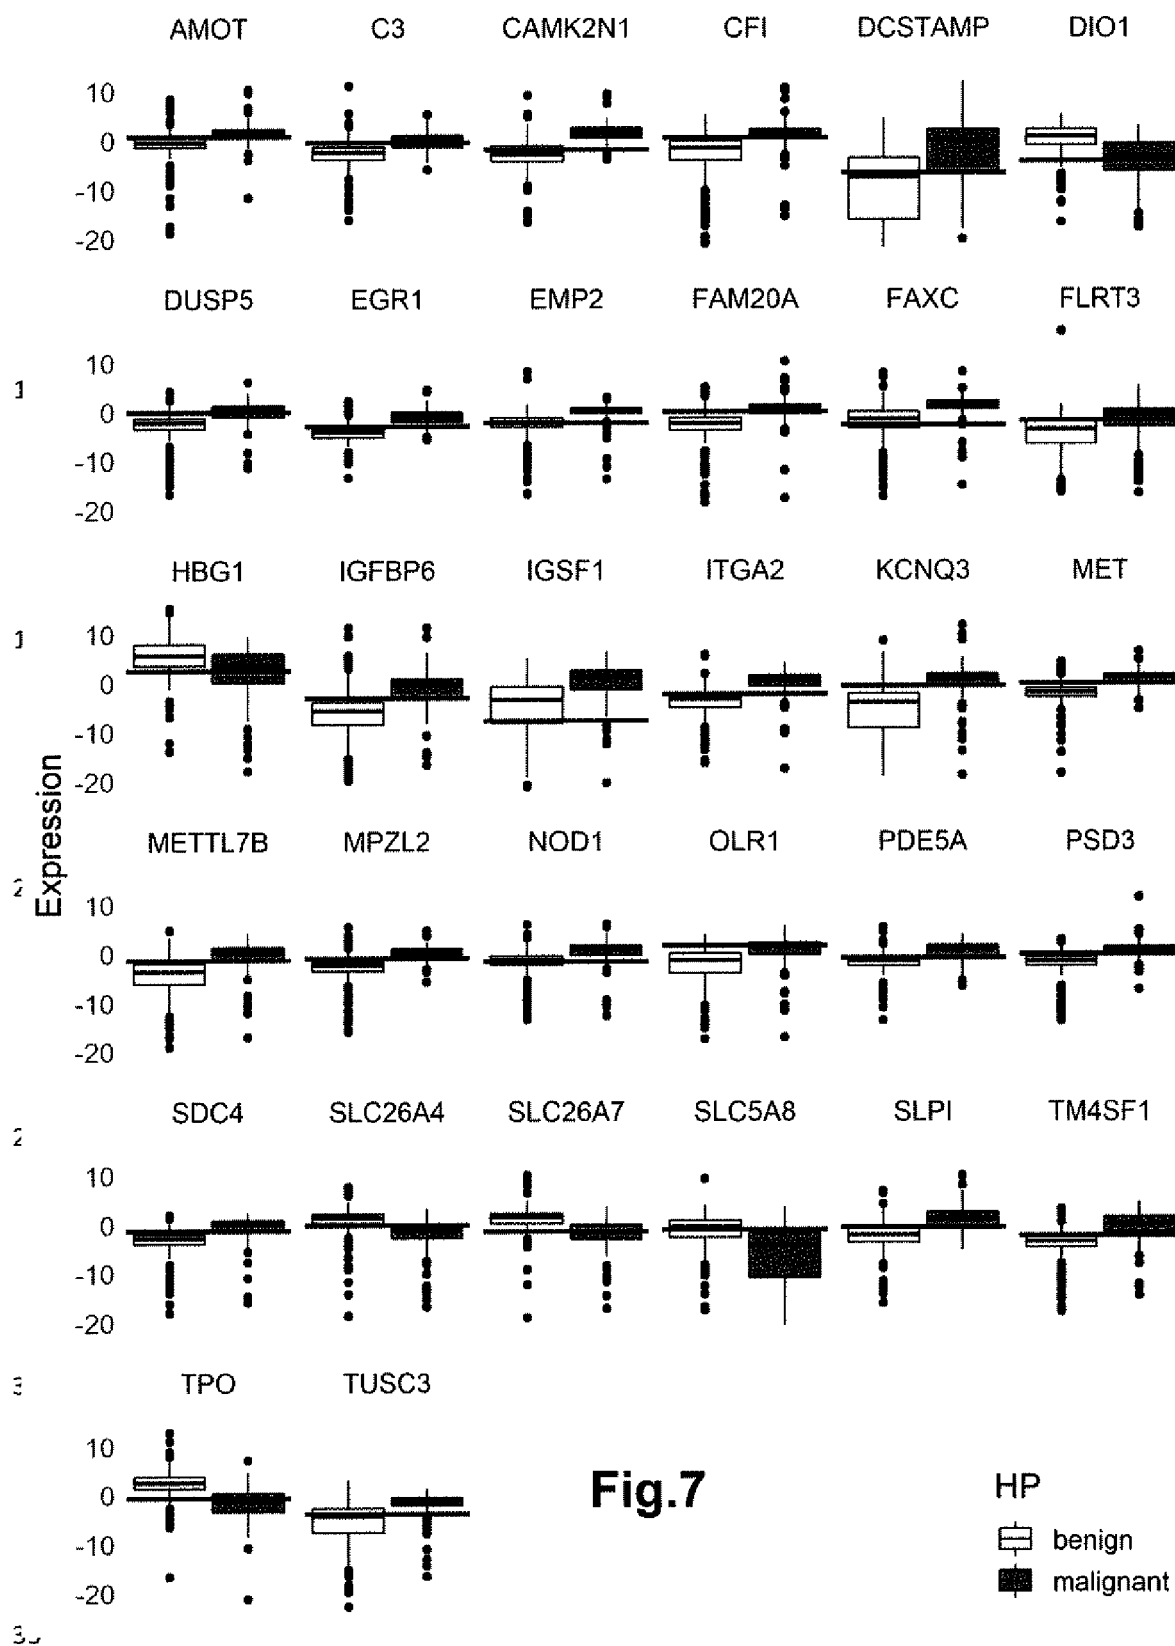 AMOT C3 CAMK2N1 CFI DCSTAMP DIO1
10
0
-10
-20
DUSP5 EGR1 EMP2 FAM20A FAXC FLRT3
10
0
-10
-20
HBG1 IGFBP6 IGSF1 ITGA2 KCNQ3 MET
10
0
-10
-20
Expression
METTL7B MPZL2 NOD1 OLR1 PDE5A PSD3
10
0
-10
-20
SDC4 SLC26A4 SLC26A7 SLC5A8 SLPI TM4SF1
10
0
-10
-20
TPO TUSC3
10
0
-10
-20
Fig.7
HP
benign
malignant